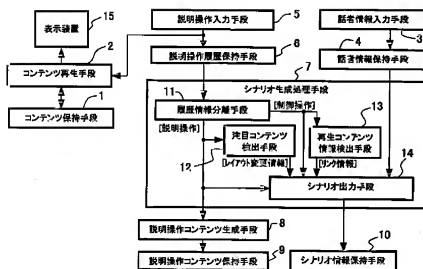 15
表示装置
説明操作入力手段
5
話者情報入力手段
3
2
6
4
コンテンツ再生手段
説明操作履歴保持手段
話者情報保持手段
7
1
コンテンツ保持手段
シナリオ生成処理手段
11
履歴情報分離手段
[制御操作]
13
[説明操作]
注目コンテンツ
検出手段
再生コンテンツ
情報検出手段
12
[レイアウト変更情報]
[リンク情報]
14
シナリオ出力手段
8
説明操作コンテンツ生成手段
10
9
説明操作コンテンツ保持手段
シナリオ情報保持手段